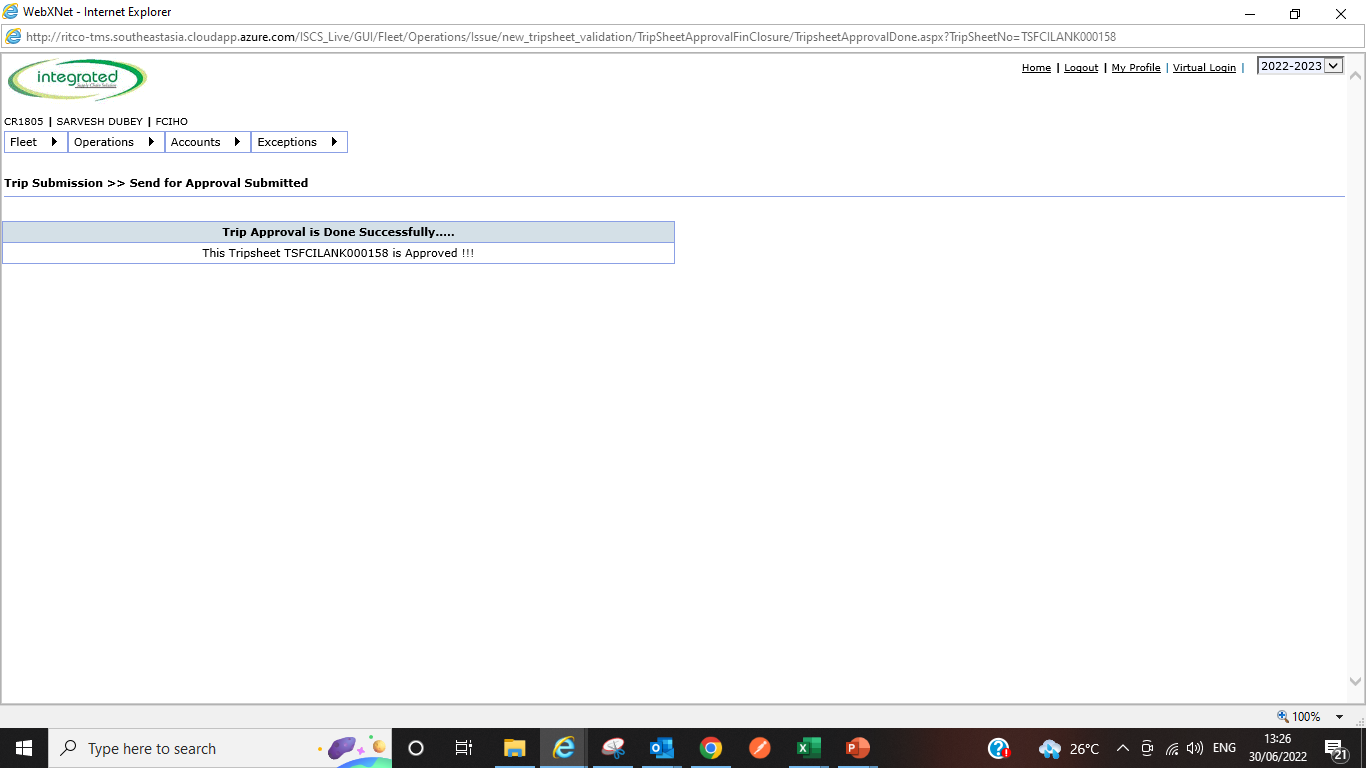 WebXNet - Internet Explorer
http://ritco-tms.southeastasia.cloudapp.azure.com/ISCS_Live/GUI/Fleet/Operations/Issue/new_tripsheet_validation/TripSheetApprovalFinClosure/TripsheetApprovalDone.aspx?TripSheetNo=TSFCILANK000158
integrated
Supply Chain Solution
Home | Logout | My Profile | Virtual Login | 2022-2023
CR1805 | SARVESH DUBEY | FCIHO
Fleet Operations Accounts Exceptions
Trip Submission >> Send for Approval Submitted
Trip Approval is Done Successfully.....
This Tripsheet TSFCILANK000158 is Approved !!!
100%
Type here to search
26°C ENG 13:26
30/06/2022
21